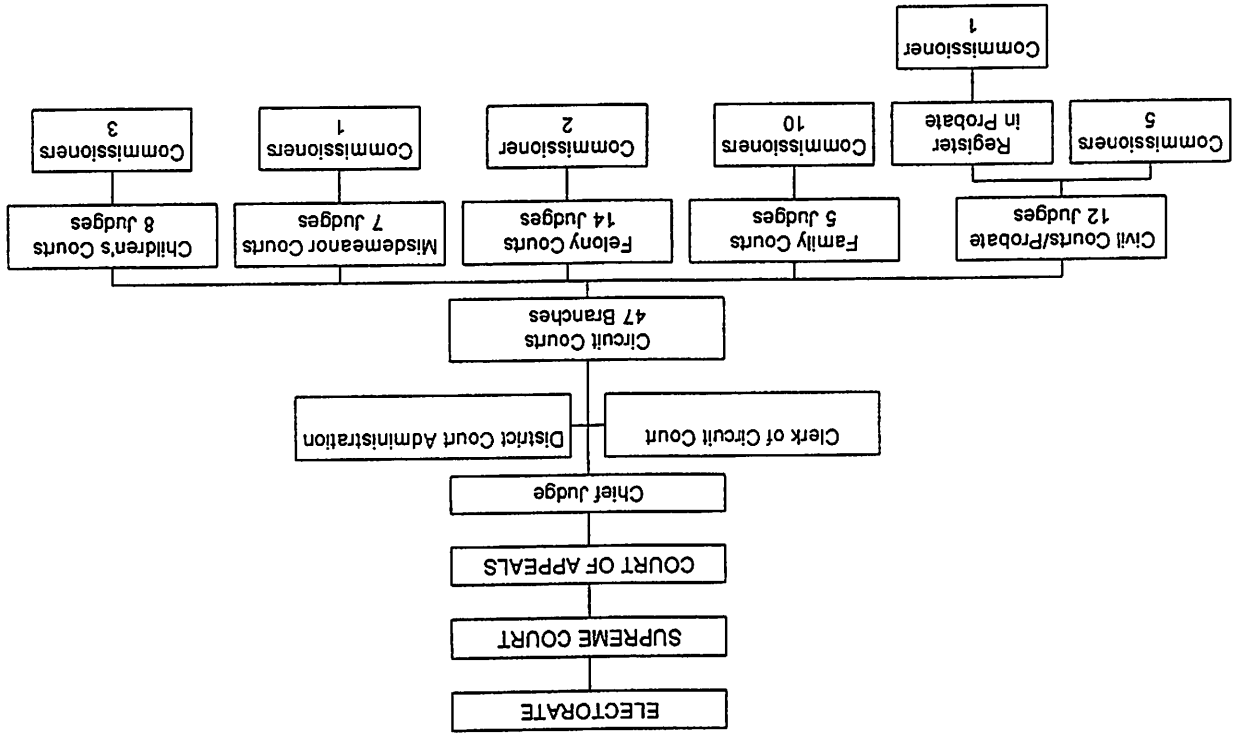 ELECTORATE
SUPREME COURT
COURT OF APPEALS
Chief Judge
Clerk of Circuit Court
District Court Administration
Circuit Courts
47 Branches
Civil Courts/Probate
12 Judges
Family Courts
5 Judges
Felony Courts
14 Judges
Misdemeanor Courts
7 Judges
Children's Courts
8 Judges
Commissioners
5
Register
in Probate
Commissioners
10
Commissioner
2
Commissioners
1
Commissioners
3
Commissioner
1